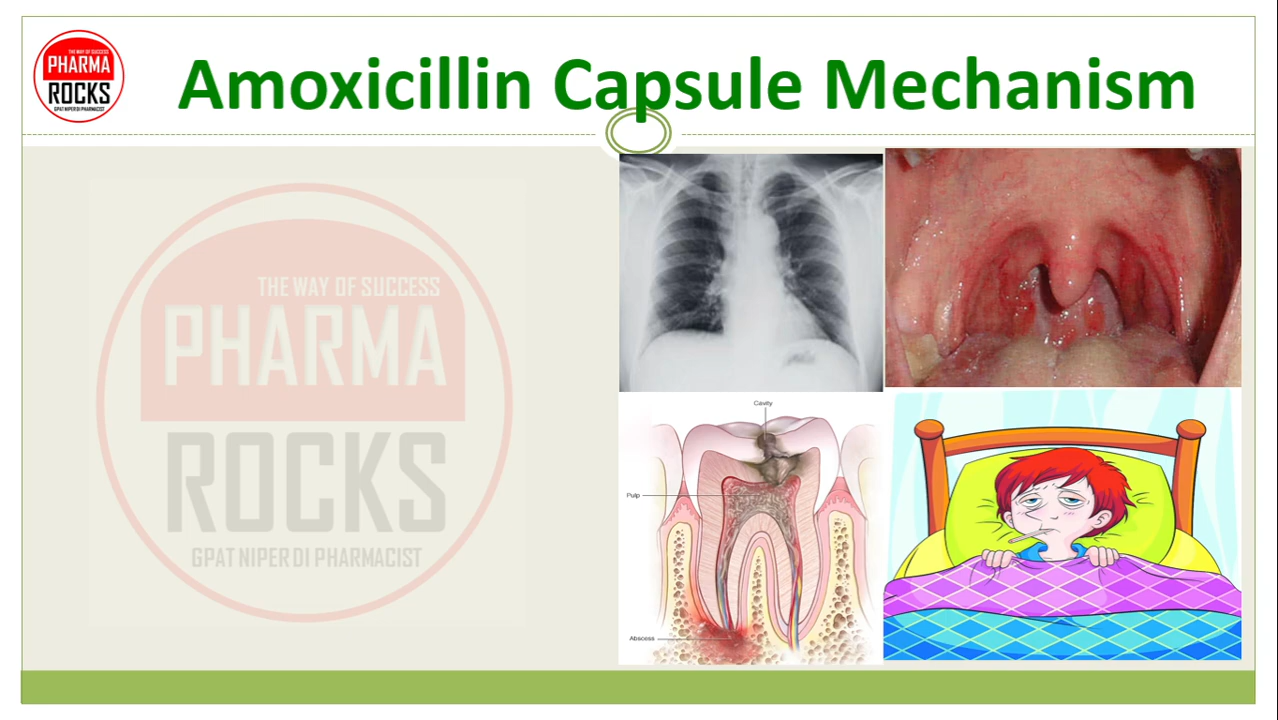 THE WAY OF SUCCESS
PHARMA
ROCKS
GPAT NIPER DI PHARMACIST
Amoxicillin Capsule Mechanism
THE WAY OF SUCCESS
PHARMA
ROCKS
GPAT NIPER DI PHARMACIST
Cavity
Pulp
Abscess